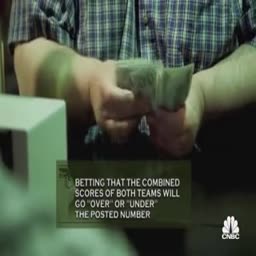 BETTING THAT THE COMBINED
SCORES OF BOTH TEAMS WILL
GO "OVER" OR "UNDER"
THE POSTED NUMBER
CNBC